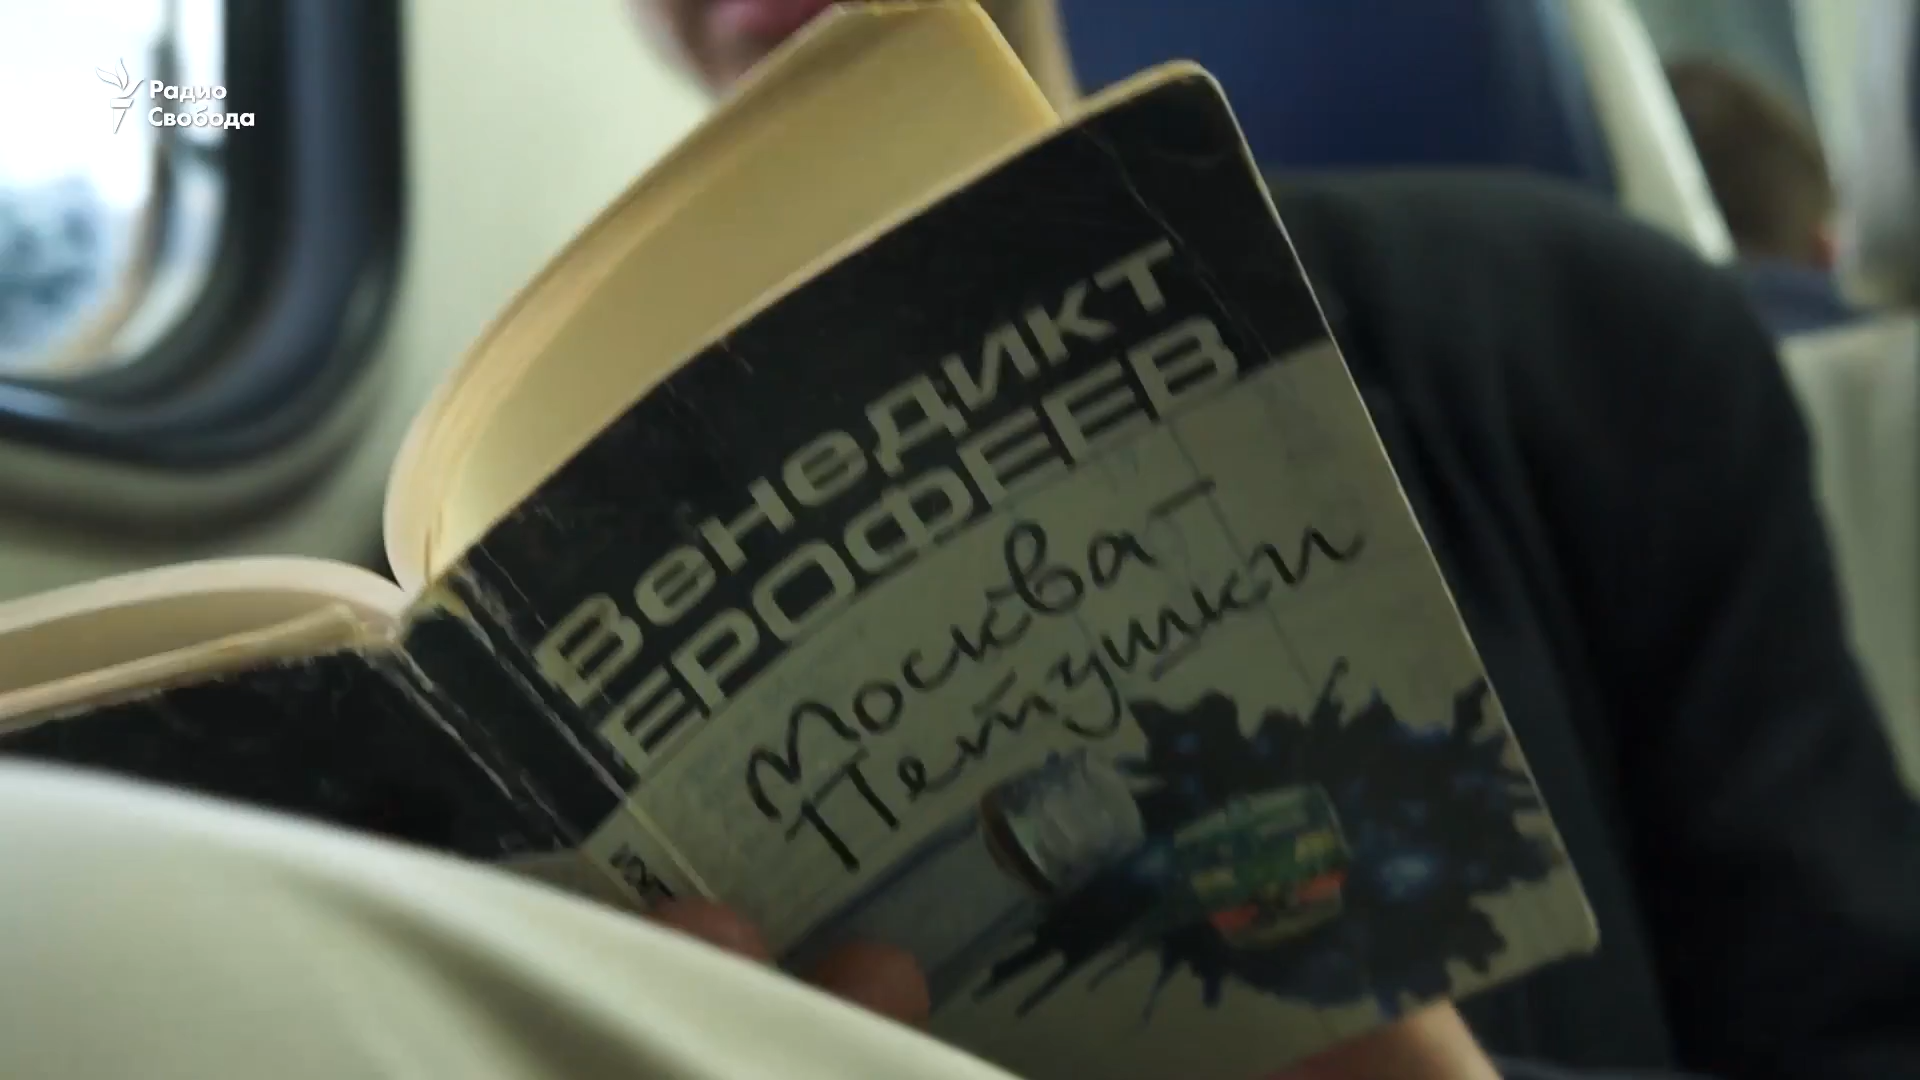 Радио
Свобода
Венедикт
ЕРОФЕЕВ
Москва -
Петушки